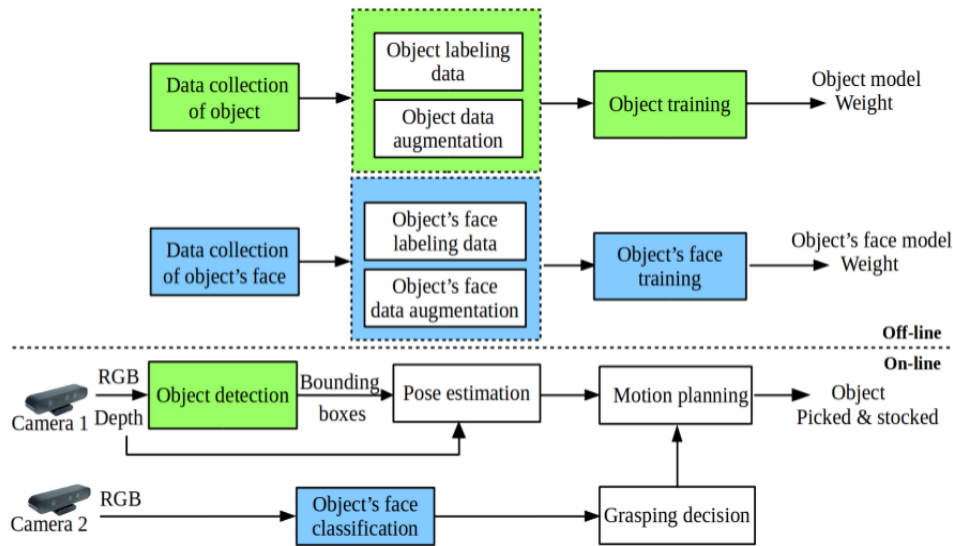 Data collection
of object
Object labeling
data
Object data
augmentation
Object training
Object model
Weight
Data collection
of object's face
Object's face
labeling data
Object's face
data augmentation
Object's face
training
Object's face model
Weight
Off-line
On-line
Camera 1
RGB
Depth
Object detection
Bounding
boxes
Pose estimation
Motion planning
Object
Picked & stocked
Camera 2
RGB
Object's face
classification
Grasping decision